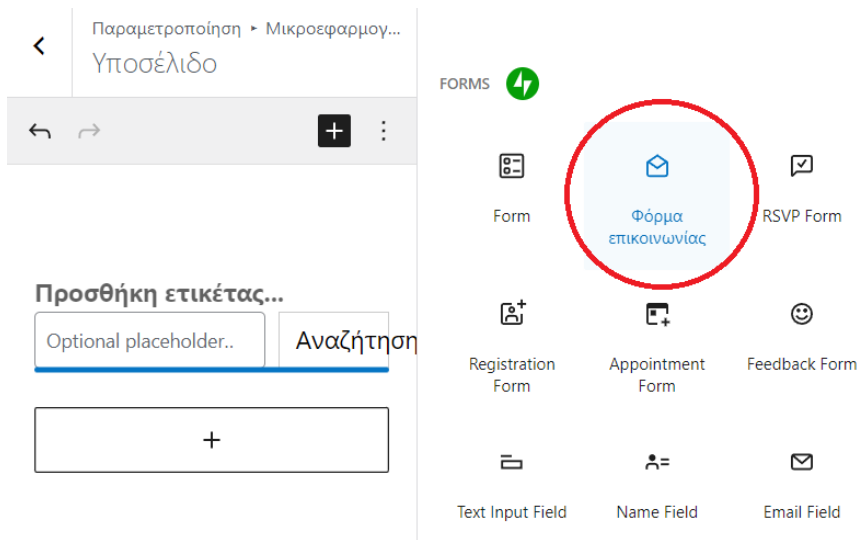 Παραμετροποίηση ▸ Μικροεφαρμογ...
Υποσέλιδο
Προσθήκη ετικέτας...
Optional placeholder..
Αναζήτηση
FORMS
Form
Φόρμα
επικοινωνίας
RSVP Form
Registration
Form
Appointment
Form
Feedback Form
Text Input Field
Name Field
Email Field